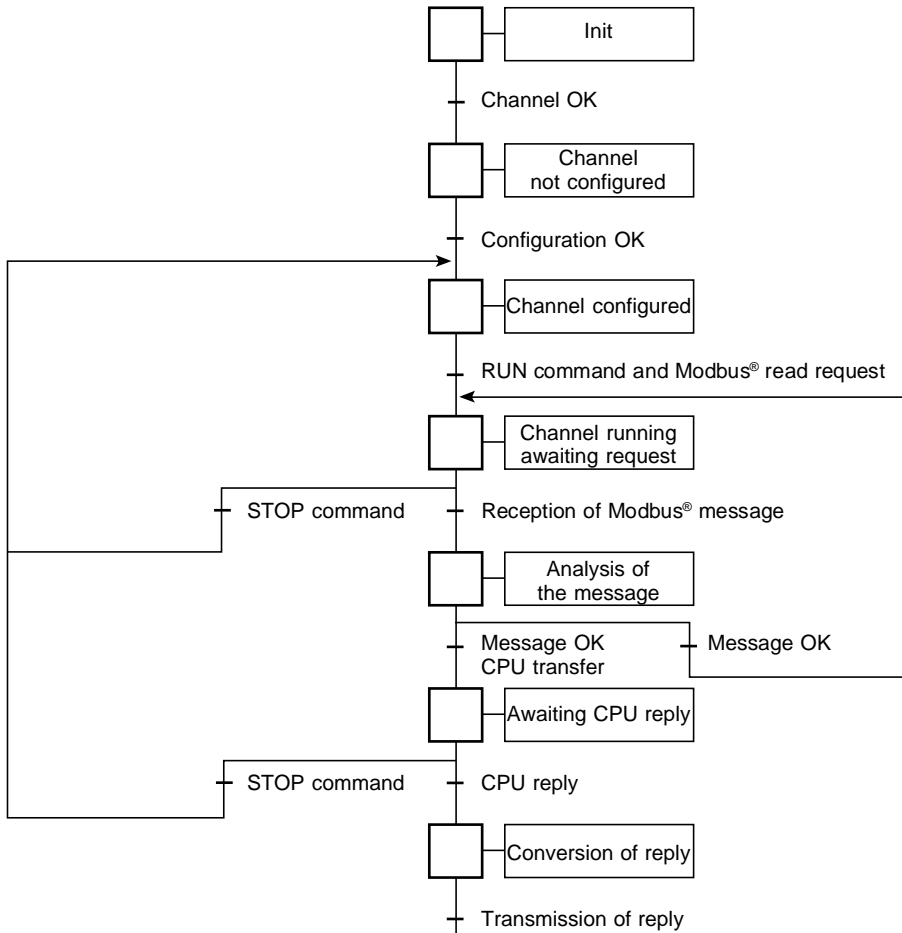 Init
Channel OK
Channel
not configured
Configuration OK
Channel configured
RUN command and Modbus® read request
Channel running
awaiting request
STOP command
Reception of Modbus® message
Analysis of
the message
Message OK
CPU transfer
Message OK
Awaiting CPU reply
STOP command
CPU reply
Conversion of reply
Transmission of reply